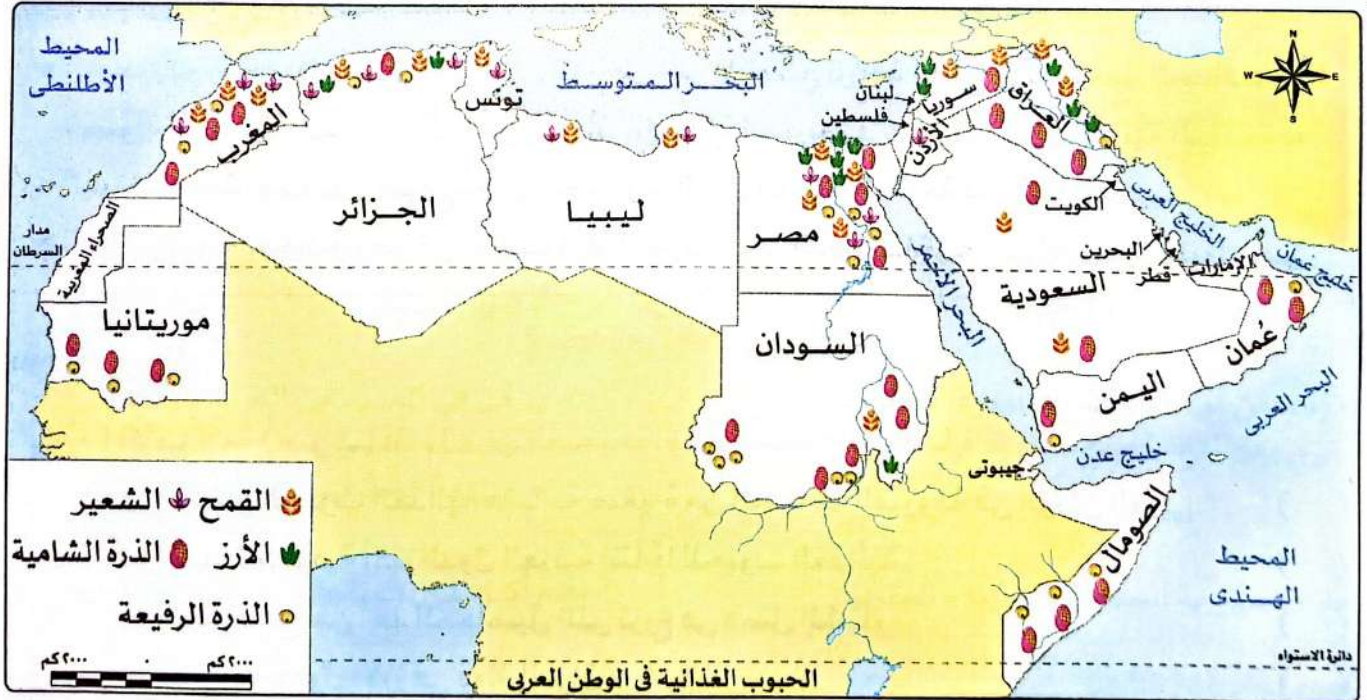 المحيط
الأطلنطى
البحر المتوسط
تونس
المغرب
الجزائر
ليبيا
مصر
لبنان
فلسطين
سوريا
الأردن
العراق
الكويت
الخليج العربى
البحرين
قطر
الإمارات
خليج عمان
السعودية
البحر الأحمر
عُمان
اليمن
البحر العربى
خليج عدن
جيبوتى
الصومال
المحيط
الهندى
السودان
موريتانيا
الصحراء المغربية
مدار
السرطان
دائرة الاستواء
N
W
E
S
القمح
الشعير
الأرز
الذرة الشامية
الذرة الرفيعة
٢٠٠٠ كم
٠
٢٠٠٠ كم
الحبوب الغذائية فى الوطن العربى